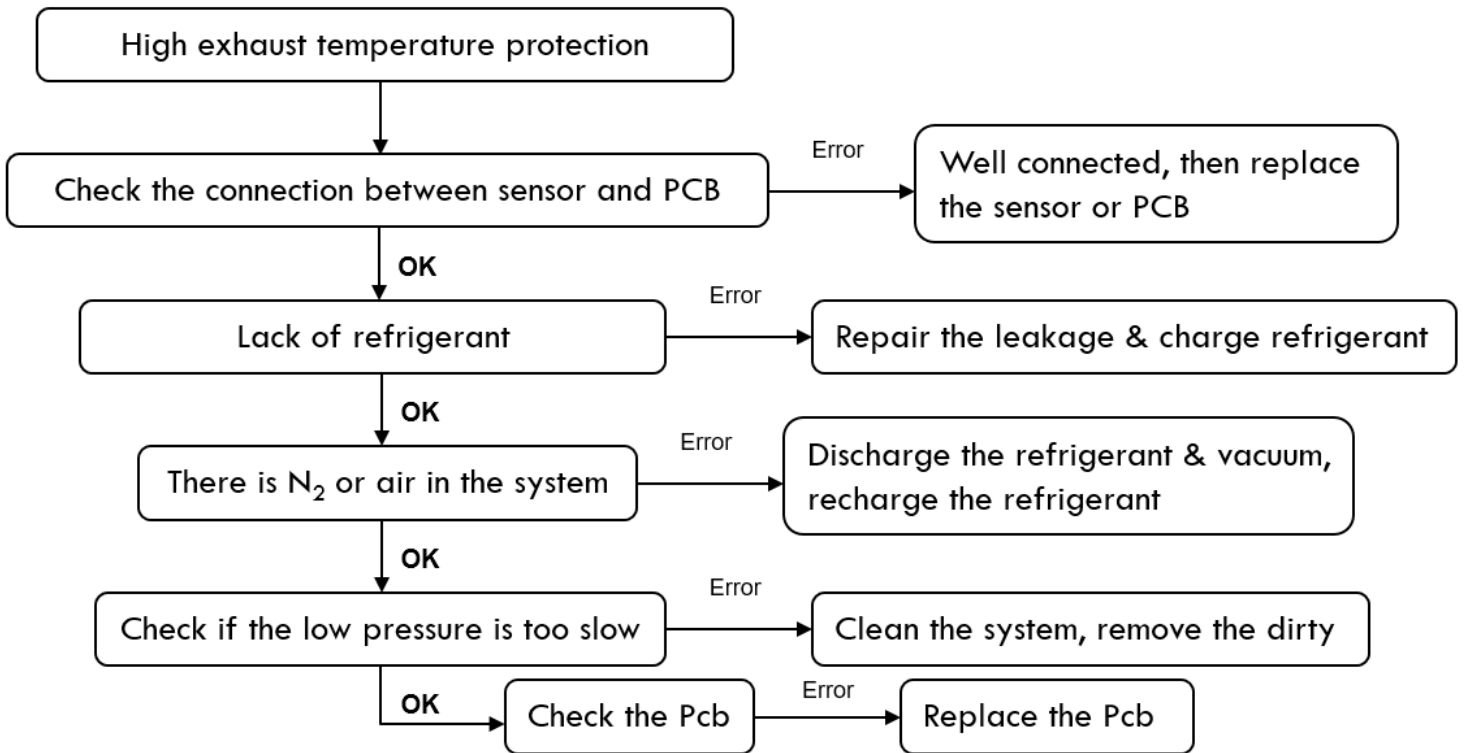 High exhaust temperature protection
Check the connection between sensor and PCB
Error
Well connected, then replace
the sensor or PCB
OK
Lack of refrigerant
Error
Repair the leakage & charge refrigerant
OK
There is N₂ or air in the system
Error
Discharge the refrigerant & vacuum,
recharge the refrigerant
OK
Check if the low pressure is too slow
Error
Clean the system, remove the dirty
OK
Check the Pcb
Error
Replace the Pcb